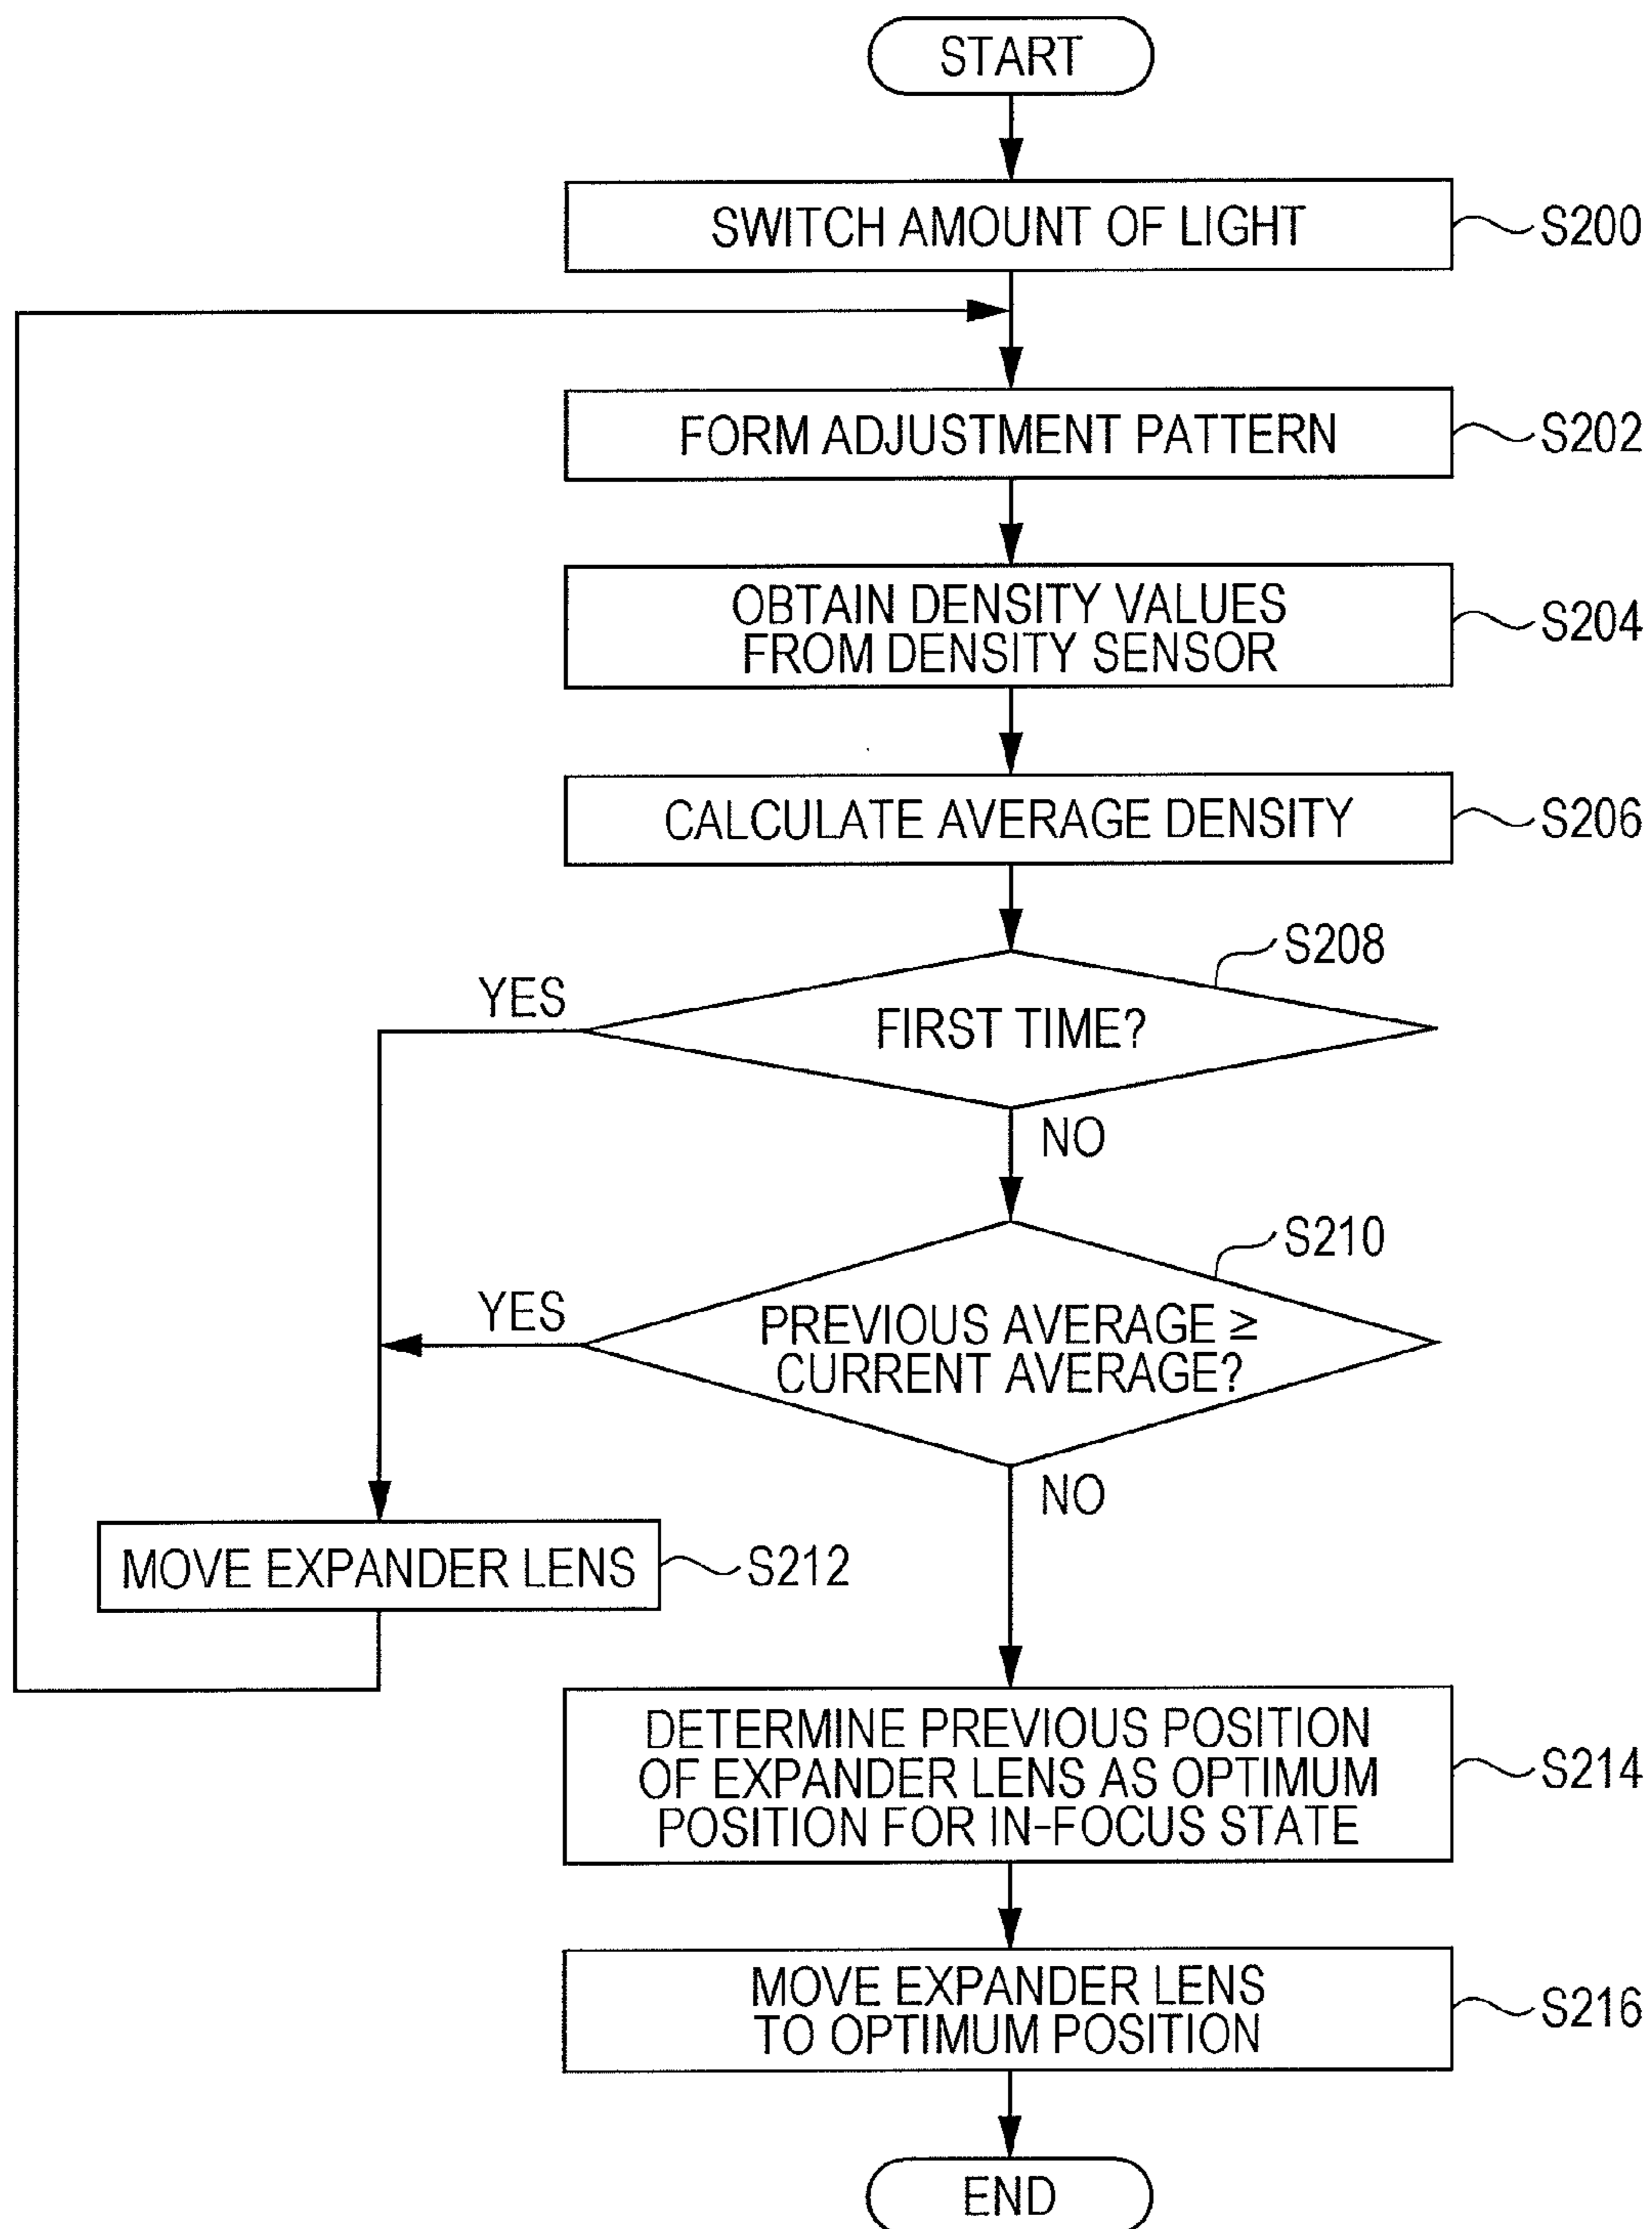 START
SWITCH AMOUNT OF LIGHT
S200
FORM ADJUSTMENT PATTERN
S202
OBTAIN DENSITY VALUES
FROM DENSITY SENSOR
S204
CALCULATE AVERAGE DENSITY
S206
S208
YES
FIRST TIME?
NO
S210
YES
PREVIOUS AVERAGE ≥
CURRENT AVERAGE?
NO
MOVE EXPANDER LENS
S212
DETERMINE PREVIOUS POSITION
OF EXPANDER LENS AS OPTIMUM
POSITION FOR IN-FOCUS STATE
S214
MOVE EXPANDER LENS
TO OPTIMUM POSITION
S216
END